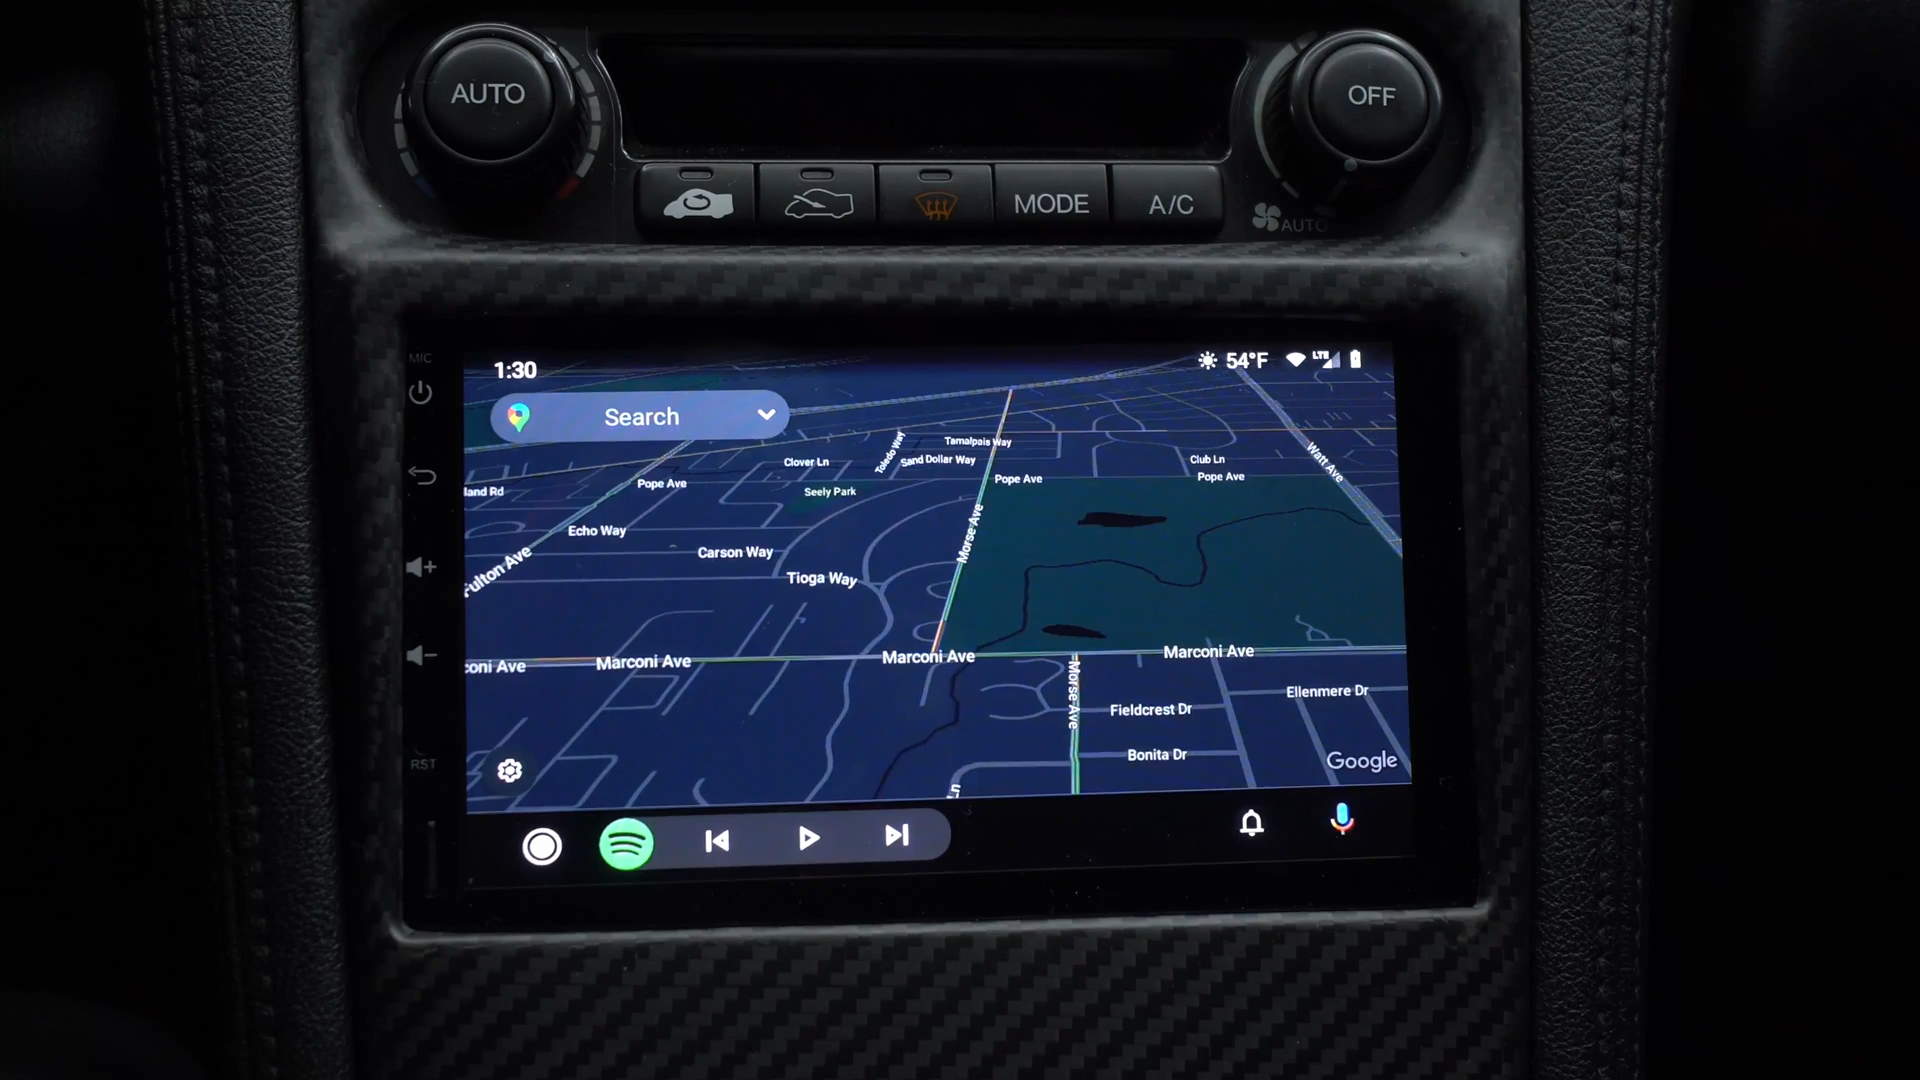 AUTO
OFF
MODE
A/C
AUTO
MIC
1:30
54°F
LTE
Search
Toledo Way
Tamalpais Way
Clover Ln
Sand Dollar Way
Club Ln
Watt Ave
land Rd
Pope Ave
Seely Park
Pope Ave
Pope Ave
Echo Way
Morse Ave
Fulton Ave
Carson Way
Tioga Way
coni Ave
Marconi Ave
Marconi Ave
Marconi Ave
Morse Ave
Ellenmere Dr
Fieldcrest Dr
Bonita Dr
Google
RST